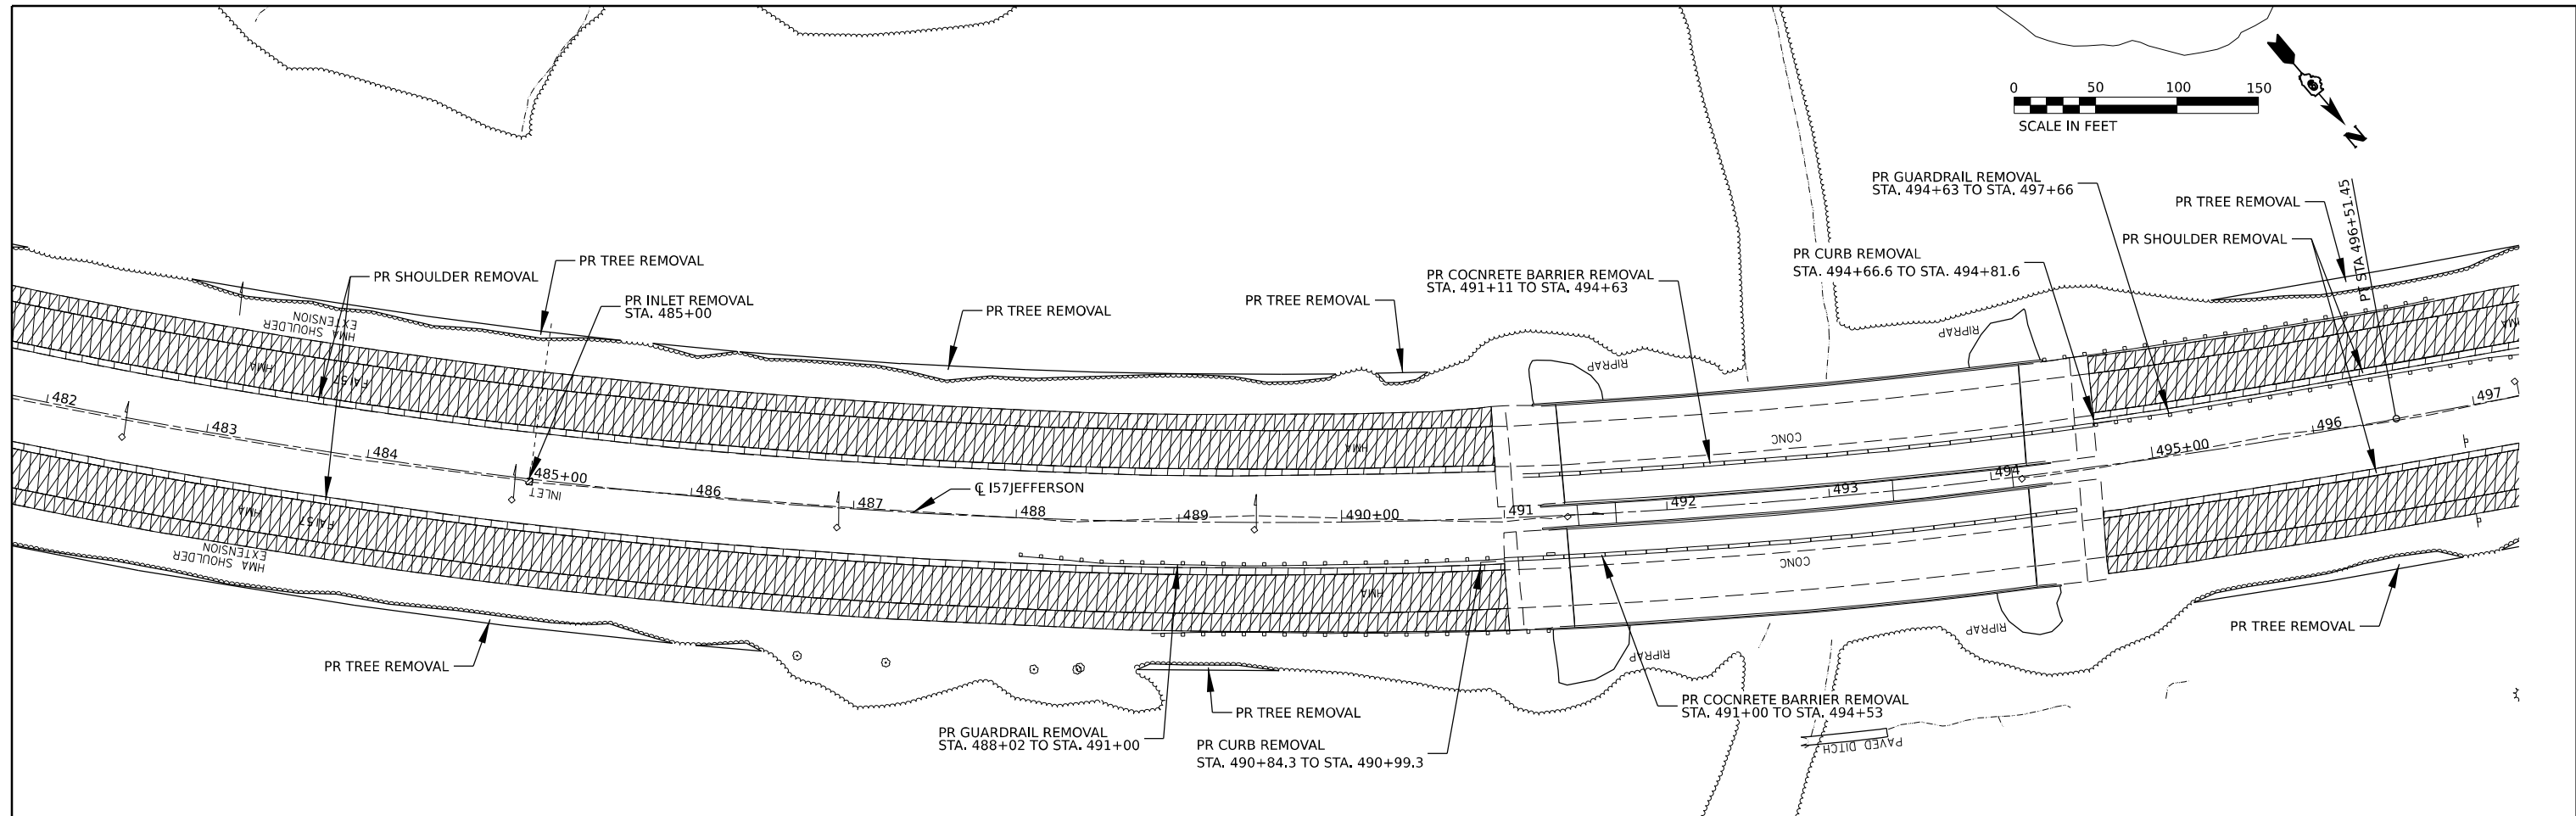 0 50 100 150
SCALE IN FEET
N
PR GUARDRAIL REMOVAL
STA. 494+63 TO STA. 497+66
PR TREE REMOVAL
PT STA 496+51.45
PR SHOULDER REMOVAL
PR CURB REMOVAL
STA. 494+66.6 TO STA. 494+81.6
PR COCNRETE BARRIER REMOVAL
STA. 491+11 TO STA. 494+63
PR TREE REMOVAL
PR TREE REMOVAL
PR TREE REMOVAL
PR SHOULDER REMOVAL
PR INLET REMOVAL
STA. 485+00
HMA SHOULDER
EXTENSION
HMA
FAI 57
HMA
CONC
RIPRAP
RIPRAP
HMA
482
483
484
485+00
486
487
488
489
490+00
491
492
493
494
495+00
496
497
INLET
℄ I57JEFFERSON
HMA
FAI 57
HMA SHOULDER
EXTENSION
HMA
CONC
RIPRAP
RIPRAP
PR TREE REMOVAL
PR TREE REMOVAL
PR TREE REMOVAL
PR GUARDRAIL REMOVAL
STA. 488+02 TO STA. 491+00
PR CURB REMOVAL
STA. 490+84.3 TO STA. 490+99.3
PR COCNRETE BARRIER REMOVAL
STA. 491+00 TO STA. 494+53
PAVED DITCH